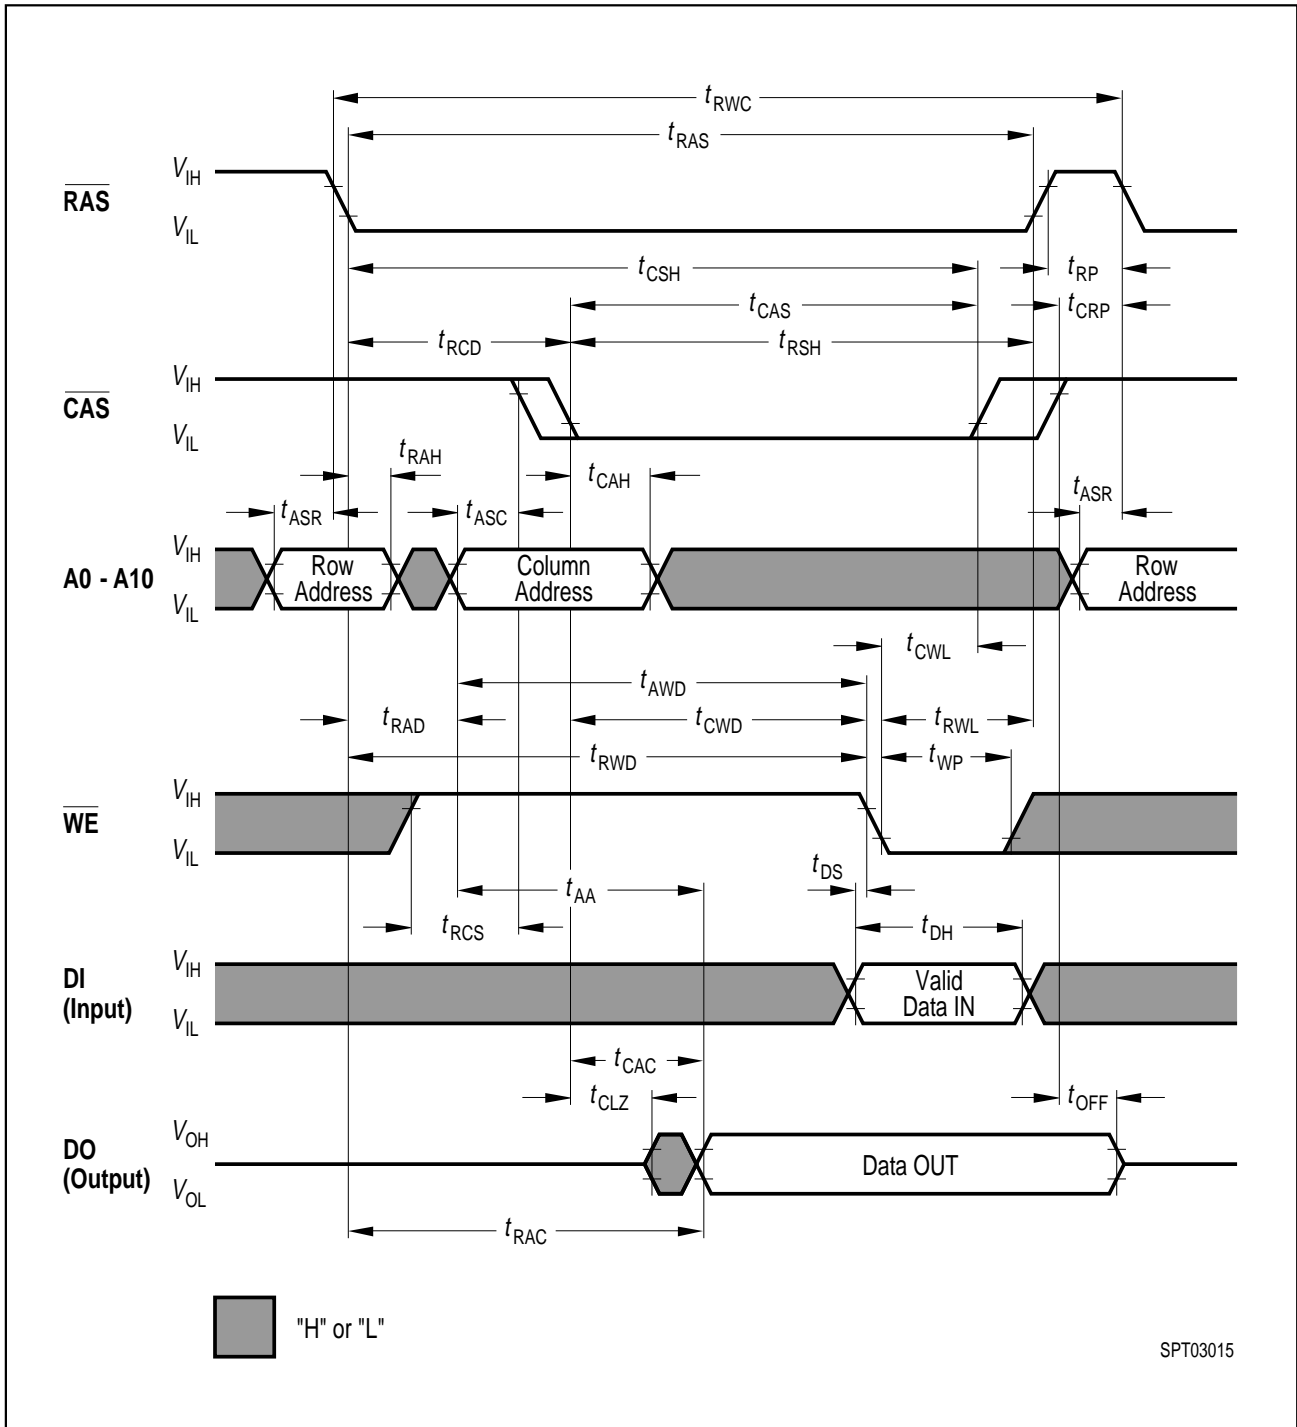 tRWC
tRAS
VIH
RAS
VIL
tCSH
tRP
tCAS
tCRP
tRCD
tRSH
VIH
CAS
VIL
tRAH
tCAH
tASR
tASC
tASR
VIH
A0 - A10
Row
Address
Column
Address
Row
Address
VIL
tCWL
tAWD
tRAD
tCWD
tRWL
tRWD
tWP
VIH
WE
VIL
tDS
tAA
tRCS
tDH
VIH
DI
(Input)
Valid
Data IN
VIL
tCAC
tCLZ
tOFF
VOH
DO
(Output)
Data OUT
VOL
tRAC
"H" or "L"
SPT03015